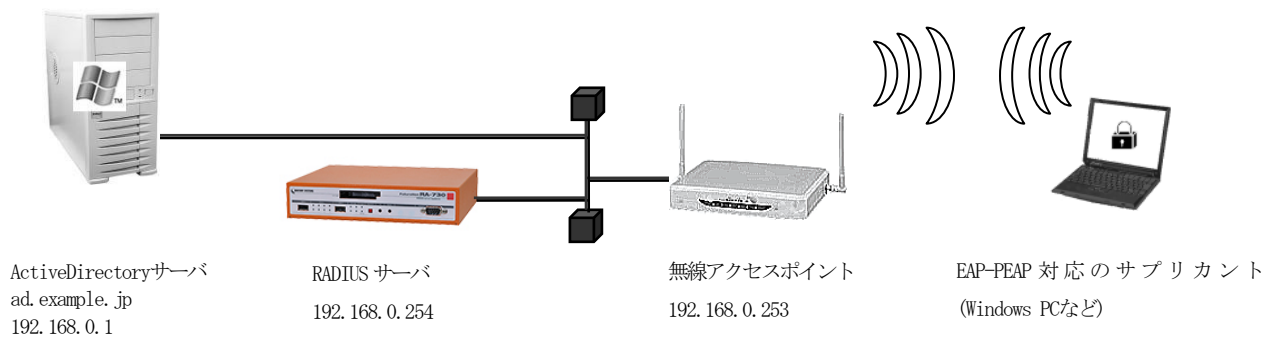 TM
RA-730
ActiveDirectoryサーバ
ad.example.jp
192.168.0.1
RADIUS サーバ
192.168.0.254
無線アクセスポイント
192.168.0.253
EAP-PEAP 対応のサプリカント
(Windows PCなど)